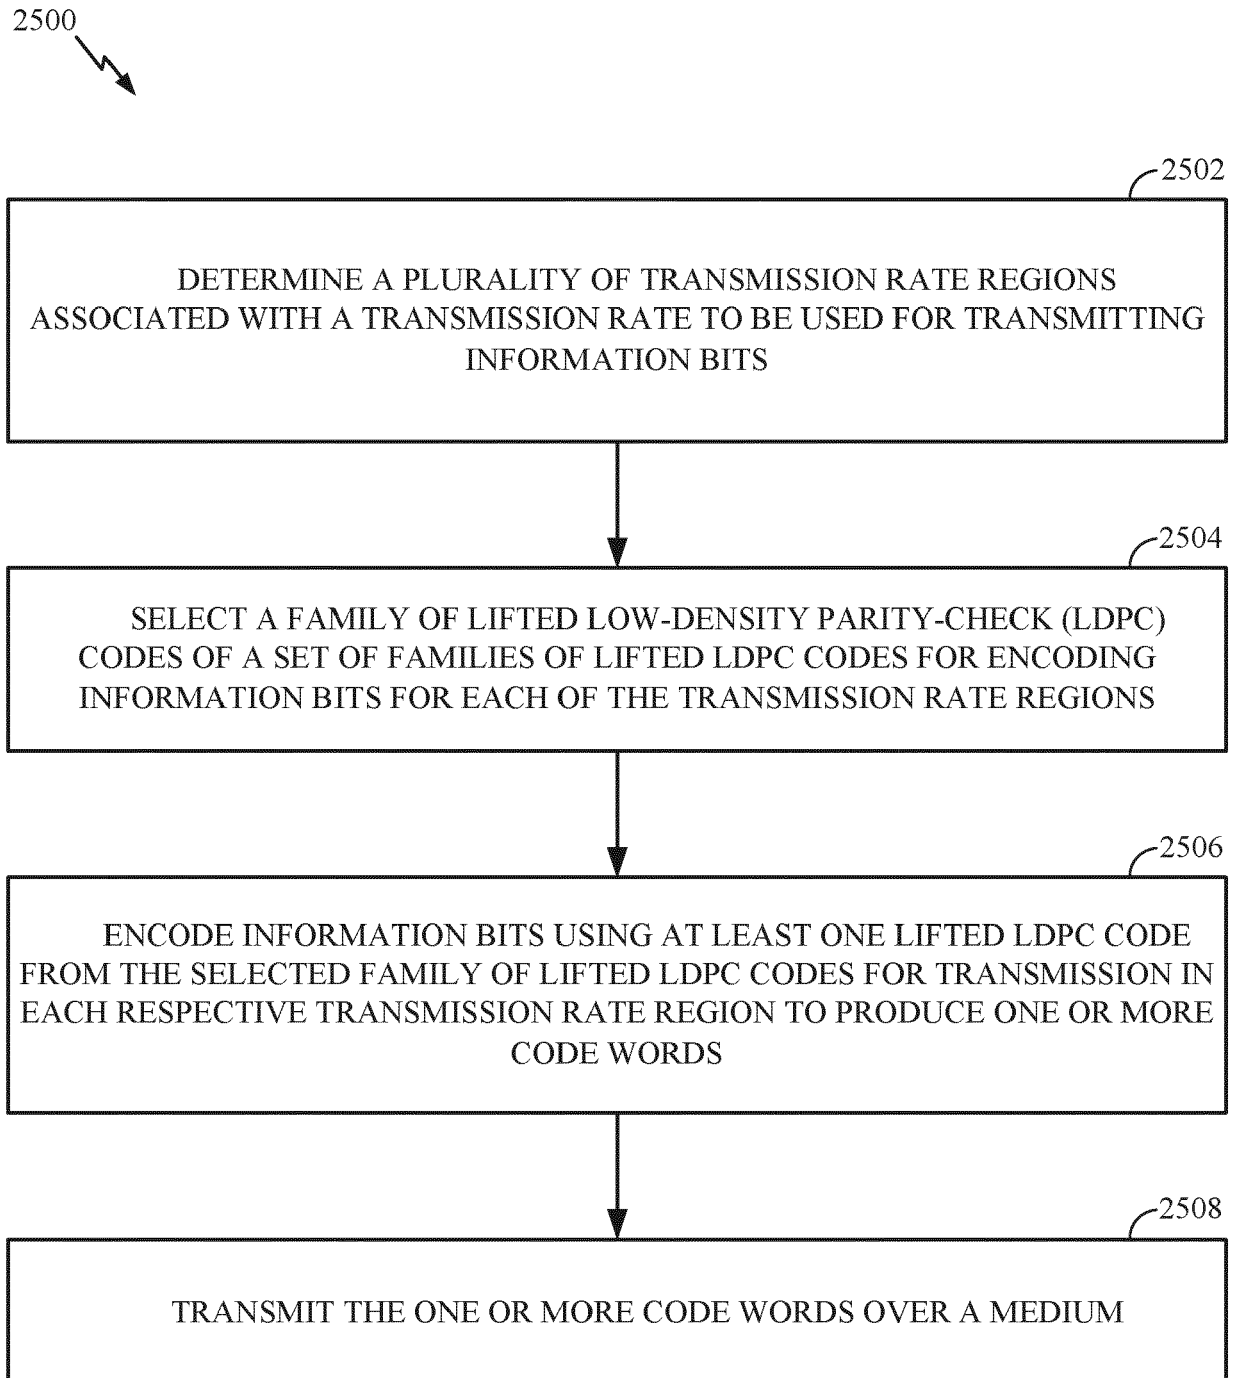 2500
2502
DETERMINE A PLURALITY OF TRANSMISSION RATE REGIONS
ASSOCIATED WITH A TRANSMISSION RATE TO BE USED FOR TRANSMITTING
INFORMATION BITS
2504
SELECT A FAMILY OF LIFTED LOW-DENSITY PARITY-CHECK (LDPC)
CODES OF A SET OF FAMILIES OF LIFTED LDPC CODES FOR ENCODING
INFORMATION BITS FOR EACH OF THE TRANSMISSION RATE REGIONS
2506
ENCODE INFORMATION BITS USING AT LEAST ONE LIFTED LDPC CODE
FROM THE SELECTED FAMILY OF LIFTED LDPC CODES FOR TRANSMISSION IN
EACH RESPECTIVE TRANSMISSION RATE REGION TO PRODUCE ONE OR MORE
CODE WORDS
2508
TRANSMIT THE ONE OR MORE CODE WORDS OVER A MEDIUM